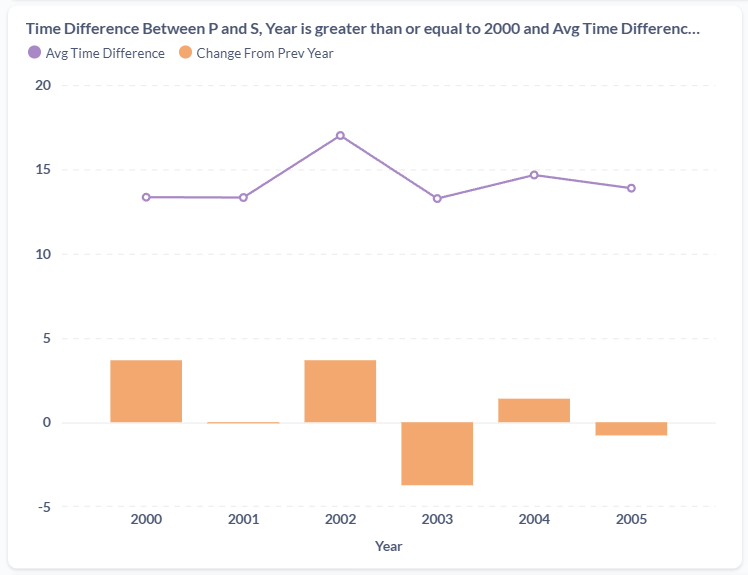 Time Difference Between P and S, Year is greater than or equal to 2000 and Avg Time Differenc...
Avg Time Difference Change From Prev Year
20
15
10
5
0
-5
2000 2001 2002 2003 2004 2005
Year